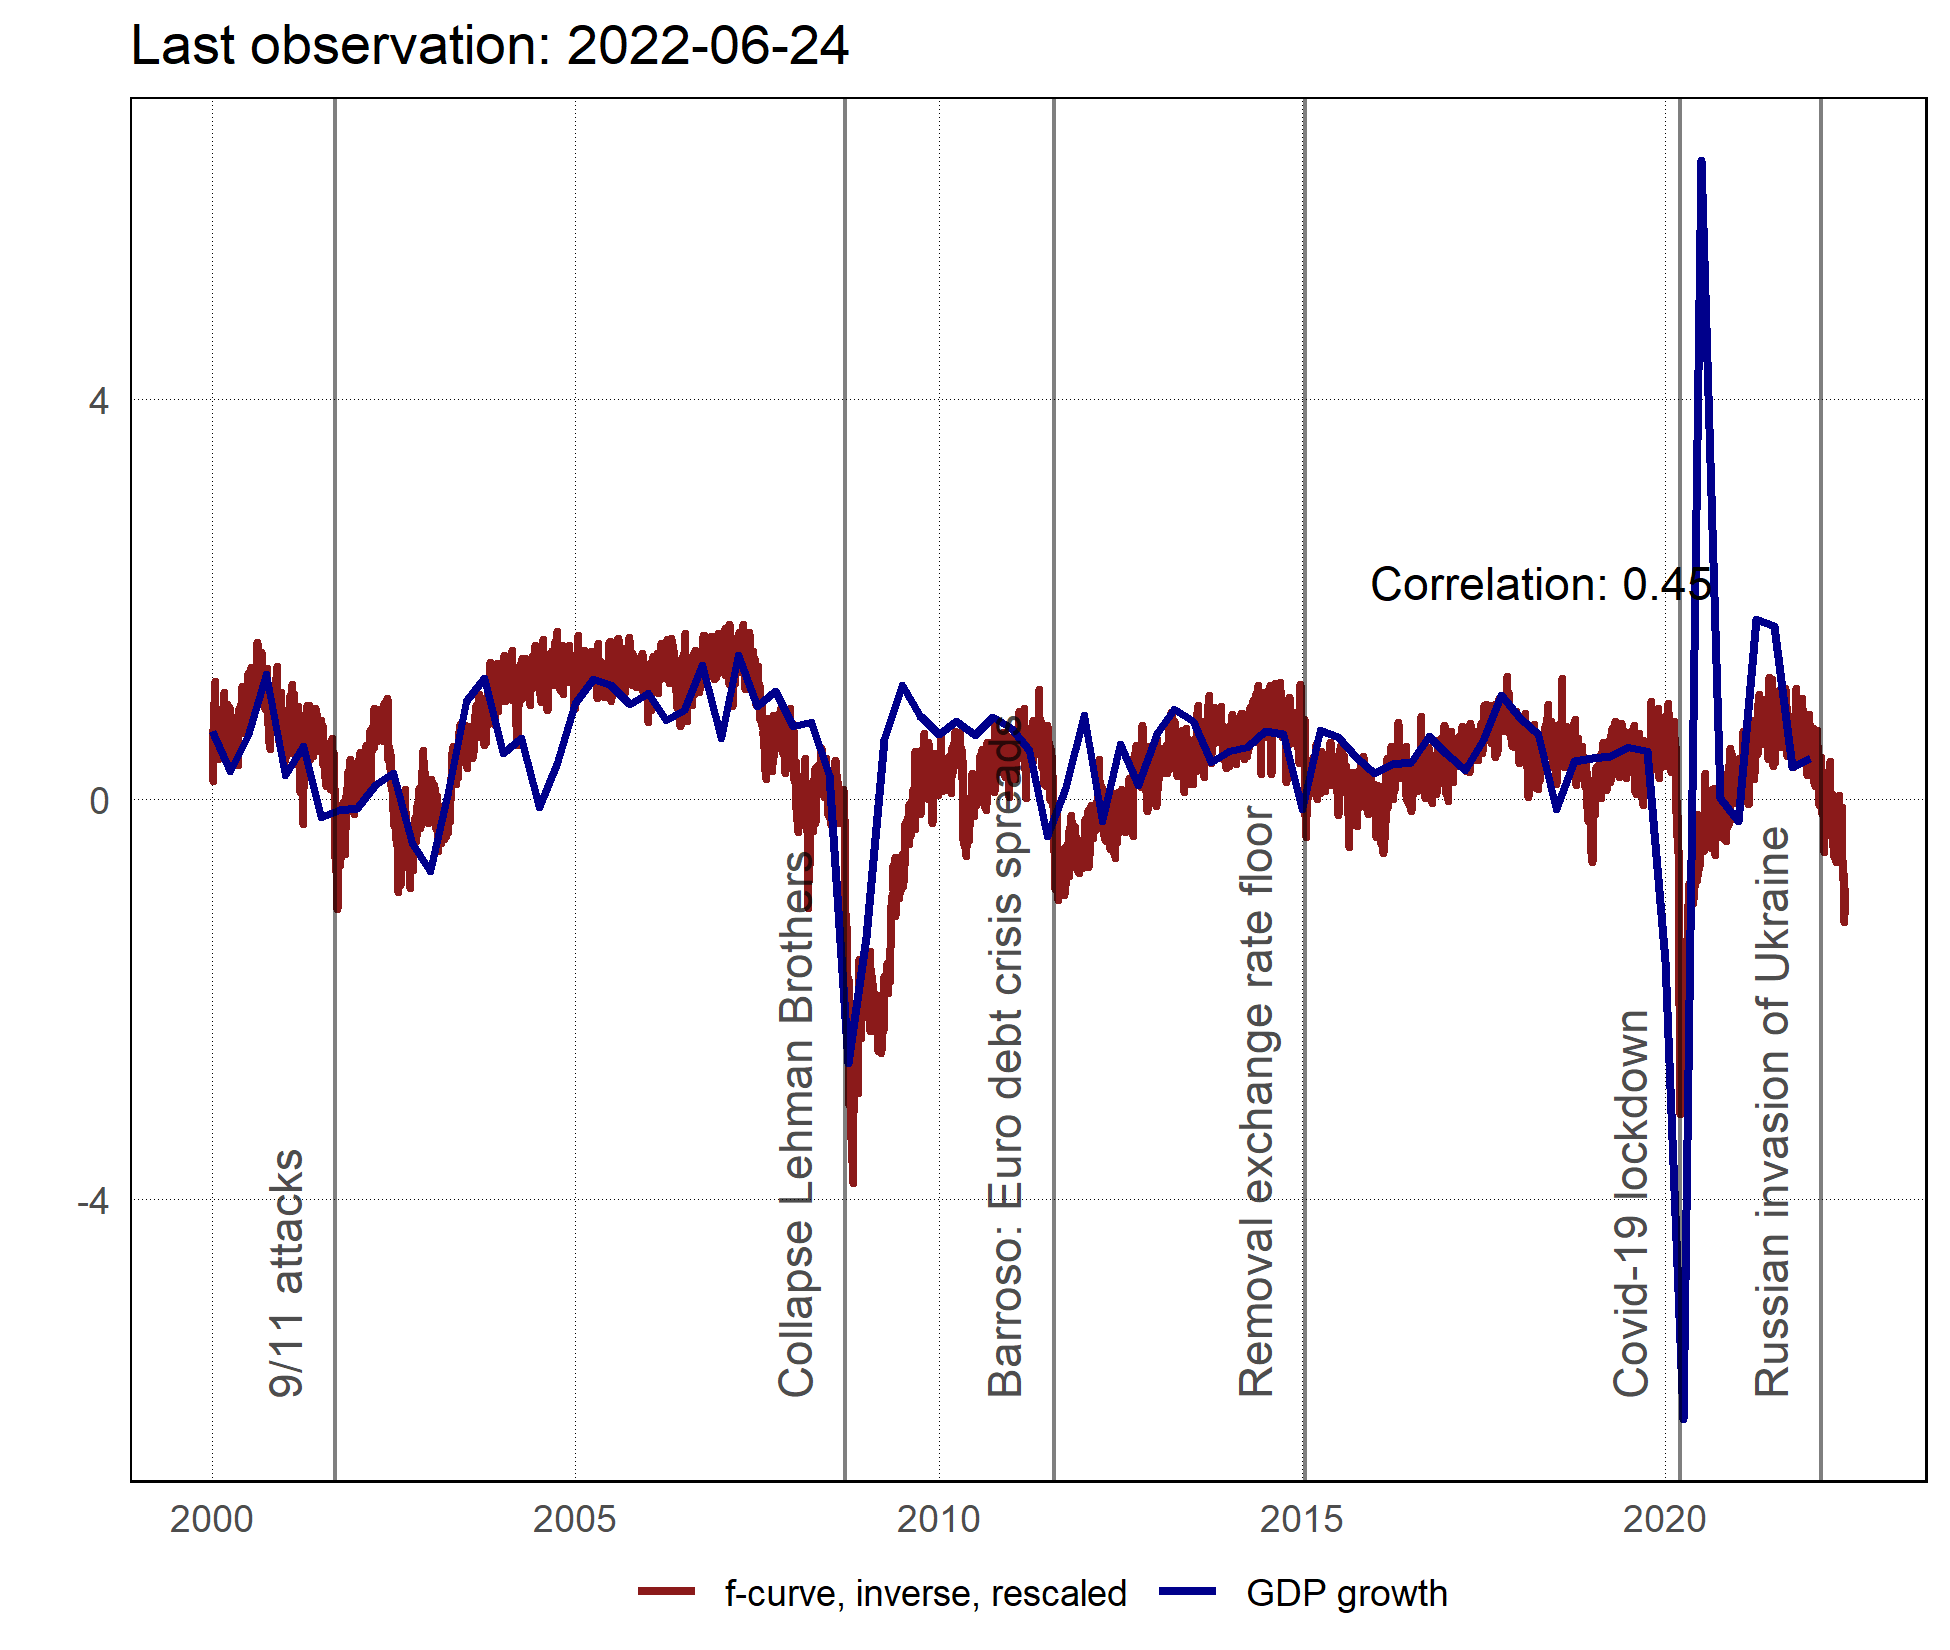 Last observation: 2022-06-24
4
0
-4
Correlation: 0.45
9/11 attacks
Collapse Lehman Brothers
Barroso: Euro debt crisis spreads
Removal exchange rate floor
Covid-19 lockdown
Russian invasion of Ukraine
2000
2005
2010
2015
2020
f-curve, inverse, rescaled
GDP growth